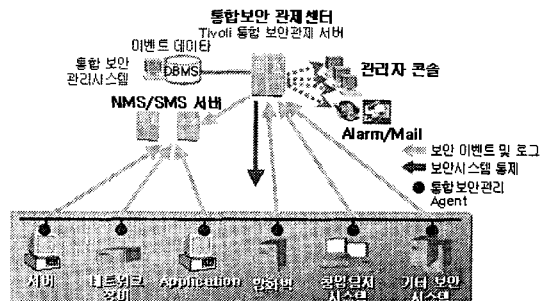 통합보안 관제센터
Tivoli 통합 보안관제 서버
이벤트 데이타
통합 보안
관리시스템
DBMS
관리자 콘솔
NMS/SMS 서버
Alarm/Mail
보안 이벤트 및 로그
보안시스템 통제
통합보안관리
Agent
서버
네트워크
장비
Application
방화벽
침입탐지
시스템
기타 보안
시스템